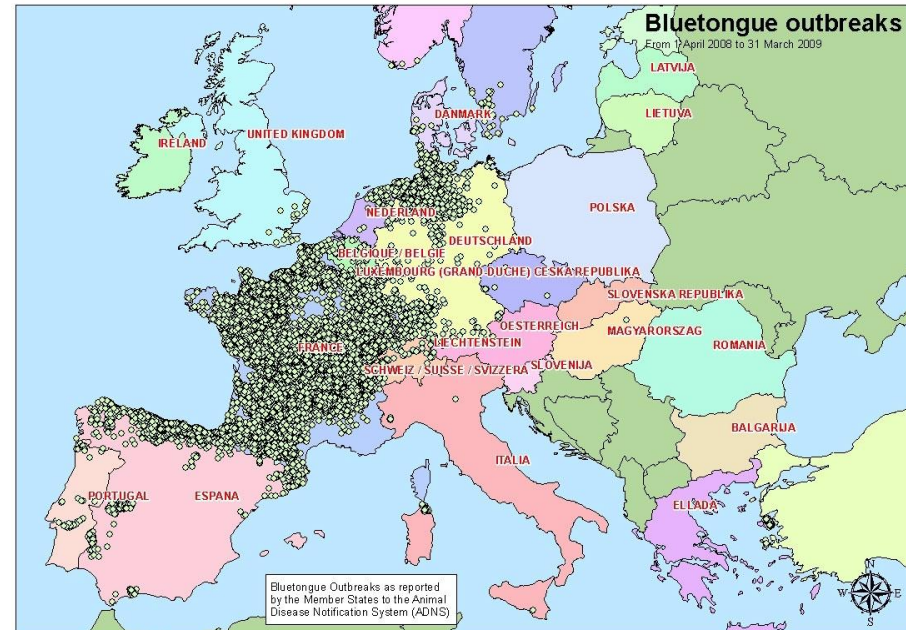 Bluetongue outbreaks
From 1 April 2008 to 31 March 2009
LATVIJA
LIETUVA
DANMARK
UNITED KINGDOM
IRELAND
POLSKA
NEDERLAND
DEUTSCHLAND
BELGIQUE / BELGIE
LUXEMBOURG (GRAND-DUCHE)
CESKA REPUBLIKA
SLOVENSKA REPUBLIKA
OESTERREICH
MAGYARORSZAG
ROMANIA
LIECHTENSTEIN
FRANCE
SLOVENIJA
SCHWEIZ / SUISSE / SVIZZERA
BALGARIJA
ITALIA
PORTUGAL
ESPANA
ELLADA
Bluetongue Outbreaks as reported
by the Member States to the Animal
Disease Notification System (ADNS)
N
W
E
S